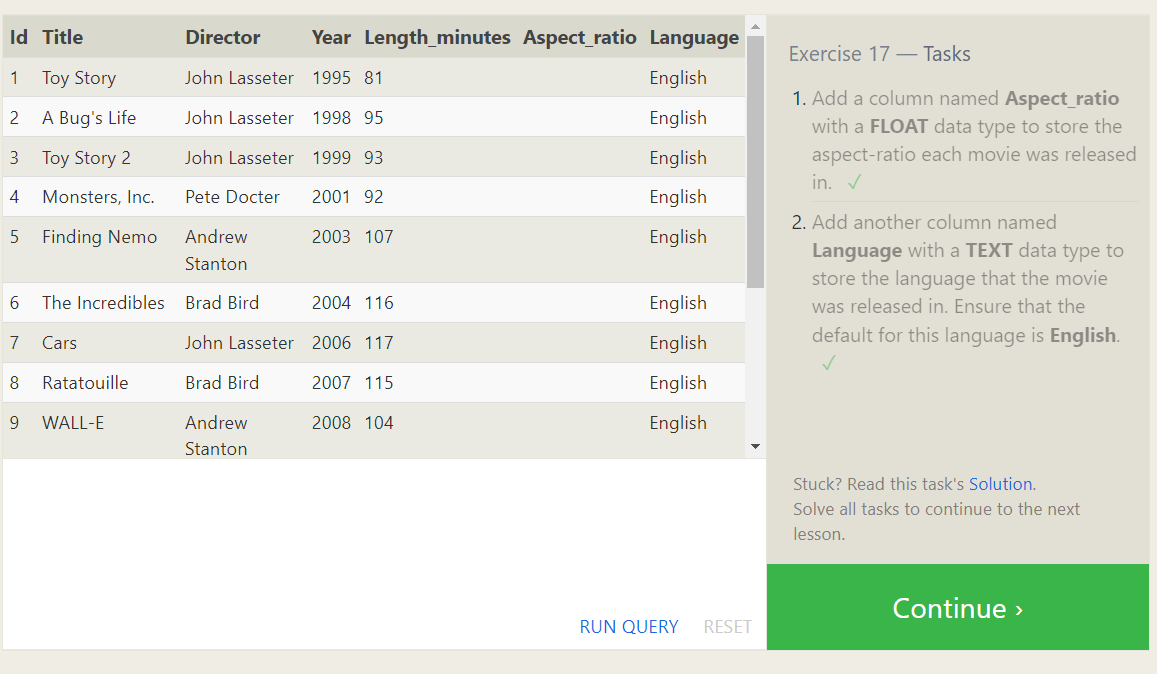 Id Title Director Year Length_minutes Aspect_ratio Language
1 Toy Story John Lasseter 1995 81 English
2 A Bug's Life John Lasseter 1998 95 English
3 Toy Story 2 John Lasseter 1999 93 English
4 Monsters, Inc. Pete Docter 2001 92 English
5 Finding Nemo Andrew 2003 107 English
Stanton
6 The Incredibles Brad Bird 2004 116 English
7 Cars John Lasseter 2006 117 English
8 Ratatouille Brad Bird 2007 115 English
9 WALL-E Andrew 2008 104 English
Stanton
RUN QUERY RESET
Exercise 17 — Tasks
1. Add a column named Aspect_ratio
with a FLOAT data type to store the
aspect-ratio each movie was released
in. ✓
2. Add another column named
Language with a TEXT data type to
store the language that the movie
was released in. Ensure that the
default for this language is English.
✓
Stuck? Read this task's Solution.
Solve all tasks to continue to the next
lesson.
Continue ›